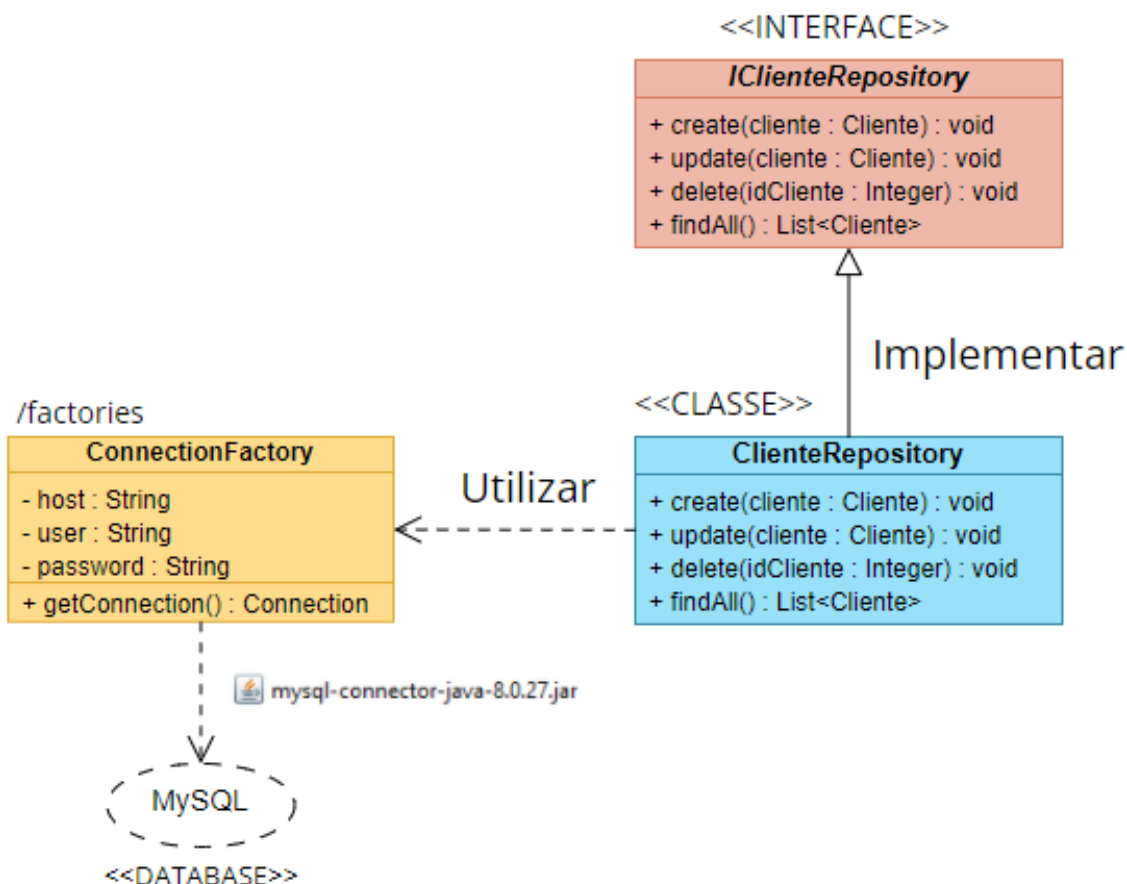 <<INTERFACE>>
IClienteRepository
+ create(cliente : Cliente) : void
+ update(cliente : Cliente) : void
+ delete(idCliente : Integer) : void
+ findAll() : List<Cliente>
Implementar
<<CLASSE>>
ClienteRepository
+ create(cliente : Cliente) : void
+ update(cliente : Cliente) : void
+ delete(idCliente : Integer) : void
+ findAll() : List<Cliente>
Utilizar
/factories
ConnectionFactory
- host : String
- user : String
- password : String
+ getConnection() : Connection
mysql-connector-java-8.0.27.jar
MySQL
<<DATABASE>>